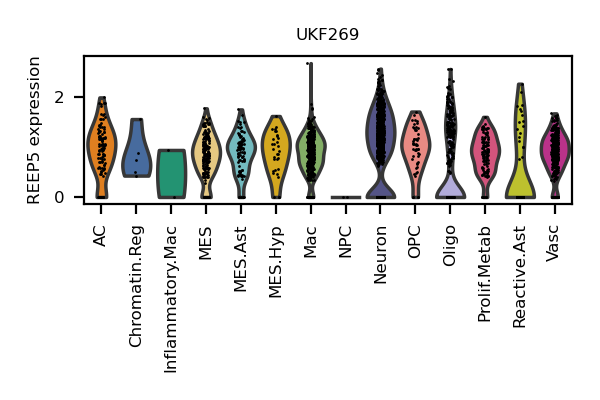 UKF269
REEP5 expression
2
0
AC
Chromatin.Reg
Inflammatory.Mac
MES
MES.Ast
MES.Hyp
Mac
NPC
Neuron
OPC
Oligo
Prolif.Metab
Reactive.Ast
Vasc